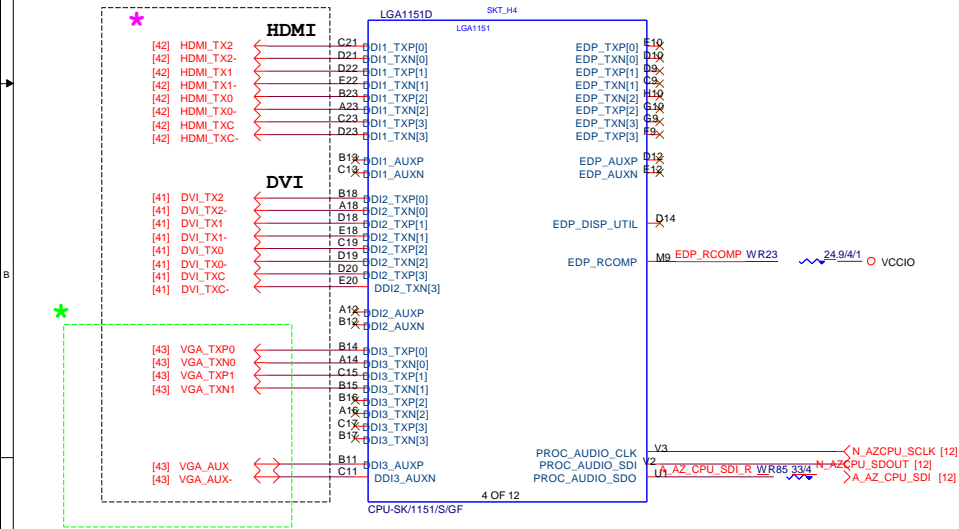 LGA1151D SKT_H4
LGA1151
HDMI
[42] HDMI_TX2 C21 DDI1_TXP[0] EDP_TXP[0] E10
[42] HDMI_TX2- D21 DDI1_TXN[0] EDP_TXN[0] D10
[42] HDMI_TX1 D22 DDI1_TXP[1] EDP_TXP[1] D9
[42] HDMI_TX1- E22 DDI1_TXN[1] EDP_TXN[1] C9
[42] HDMI_TX0 B23 DDI1_TXP[2] EDP_TXN[2] H10
[42] HDMI_TX0- A23 DDI1_TXN[2] EDP_TXP[2] G10
[42] HDMI_TXC C23 DDI1_TXP[3] EDP_TXN[3] G9
[42] HDMI_TXC- D23 DDI1_TXN[3] EDP_TXP[3] F9
B13 DDI1_AUXP EDP_AUXP D12
C13 DDI1_AUXN EDP_AUXN E12
DVI
[41] DVI_TX2 B18 DDI2_TXP[0]
[41] DVI_TX2- A18 DDI2_TXN[0]
[41] DVI_TX1 D18 DDI2_TXP[1] EDP_DISP_UTIL D14
[41] DVI_TX1- E18 DDI2_TXN[1]
[41] DVI_TX0 C19 DDI2_TXP[2]
[41] DVI_TX0- D19 DDI2_TXN[2] EDP_RCOMP M9 EDP_RCOMP WR23 24.9/4/1 VCCIO
[41] DVI_TXC D20 DDI2_TXP[3]
[41] DVI_TXC- E20 DDI2_TXN[3]
B
A12 DDI2_AUXP
B12 DDI2_AUXN
[43] VGA_TXP0 B14 DDI3_TXP[0]
[43] VGA_TXN0 A14 DDI3_TXN[0]
[43] VGA_TXP1 C15 DDI3_TXP[1]
[43] VGA_TXN1 B15 DDI3_TXN[1]
B16 DDI3_TXP[2]
A16 DDI3_TXN[2]
C17 DDI3_TXP[3]
B17 DDI3_TXN[3]
PROC_AUDIO_CLK V3 N_AZCPU_SCLK [12]
[43] VGA_AUX B11 DDI3_AUXP PROC_AUDIO_SDI V2 N_AZCPU_SDOUT [12]
[43] VGA_AUX- C11 DDI3_AUXN PROC_AUDIO_SDO U1 A_AZ_CPU_SDI_R WR85 33/4 A_AZ_CPU_SDI [12]
4 OF 12
CPU-SK/1151/S/GF